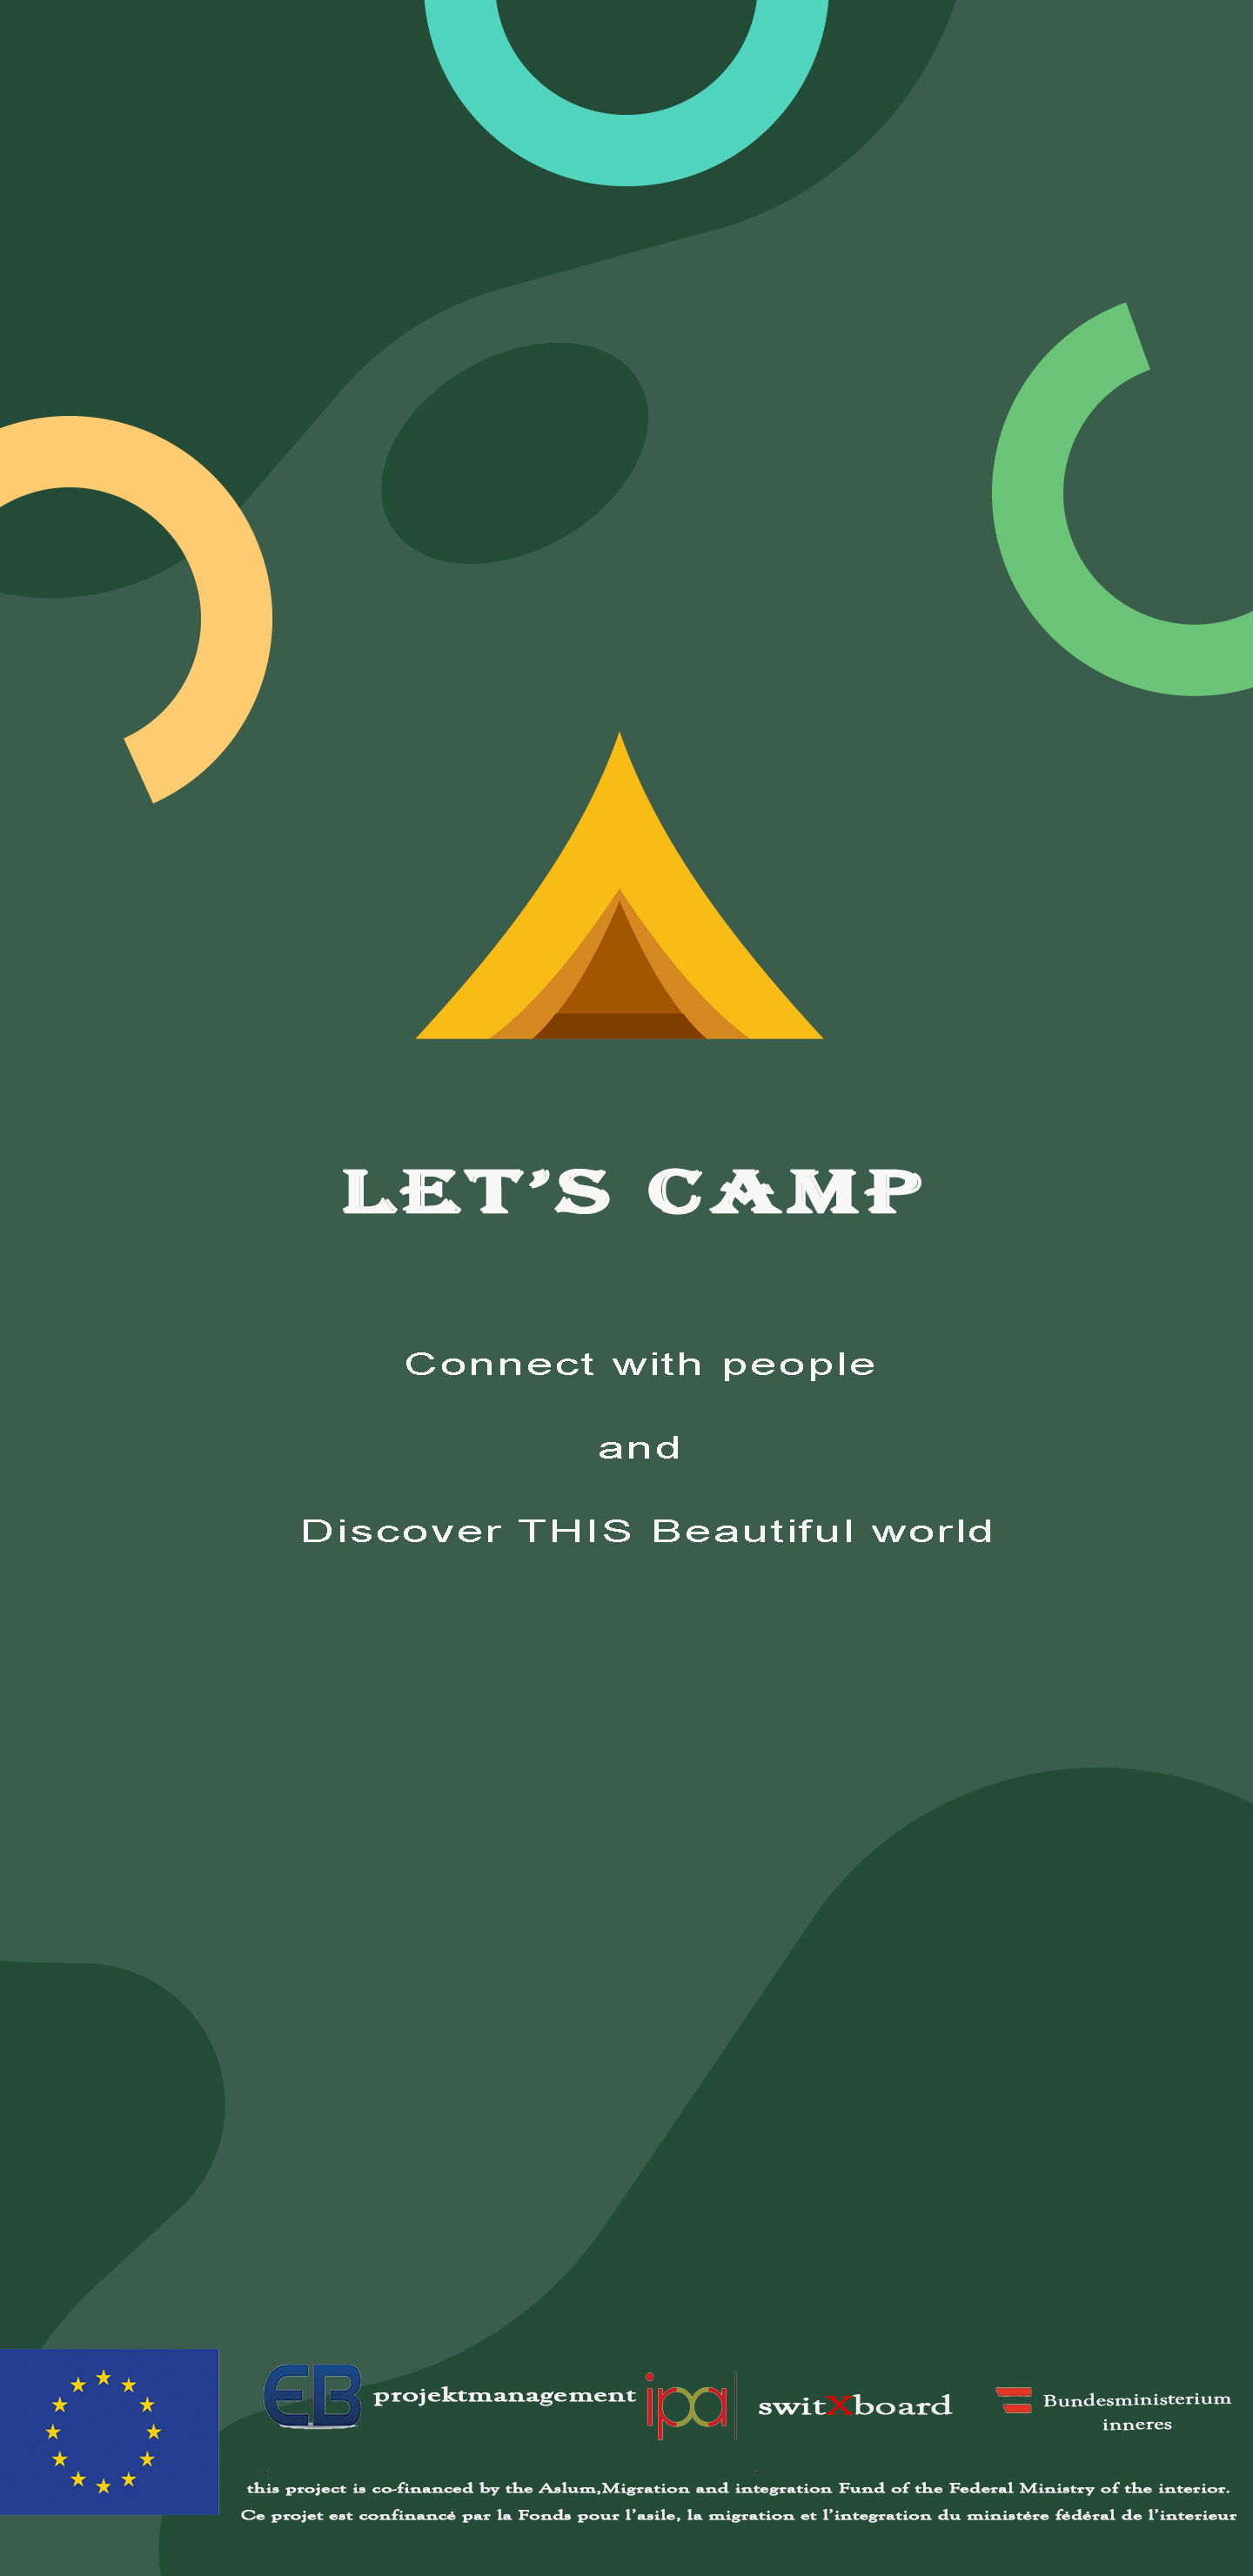 LET'S CAMP
Connect with people
and
Discover THIS Beautiful world
EB projektmanagement ipa switXboard Bundesministerium
inneres
this project is co-financed by the Aslum,Migration and integration Fund of the Federal Ministry of the interior.
Ce projet est confinancé par la Fonds pour l'asile, la migration et l'integration du ministére fédéral de l'interieur